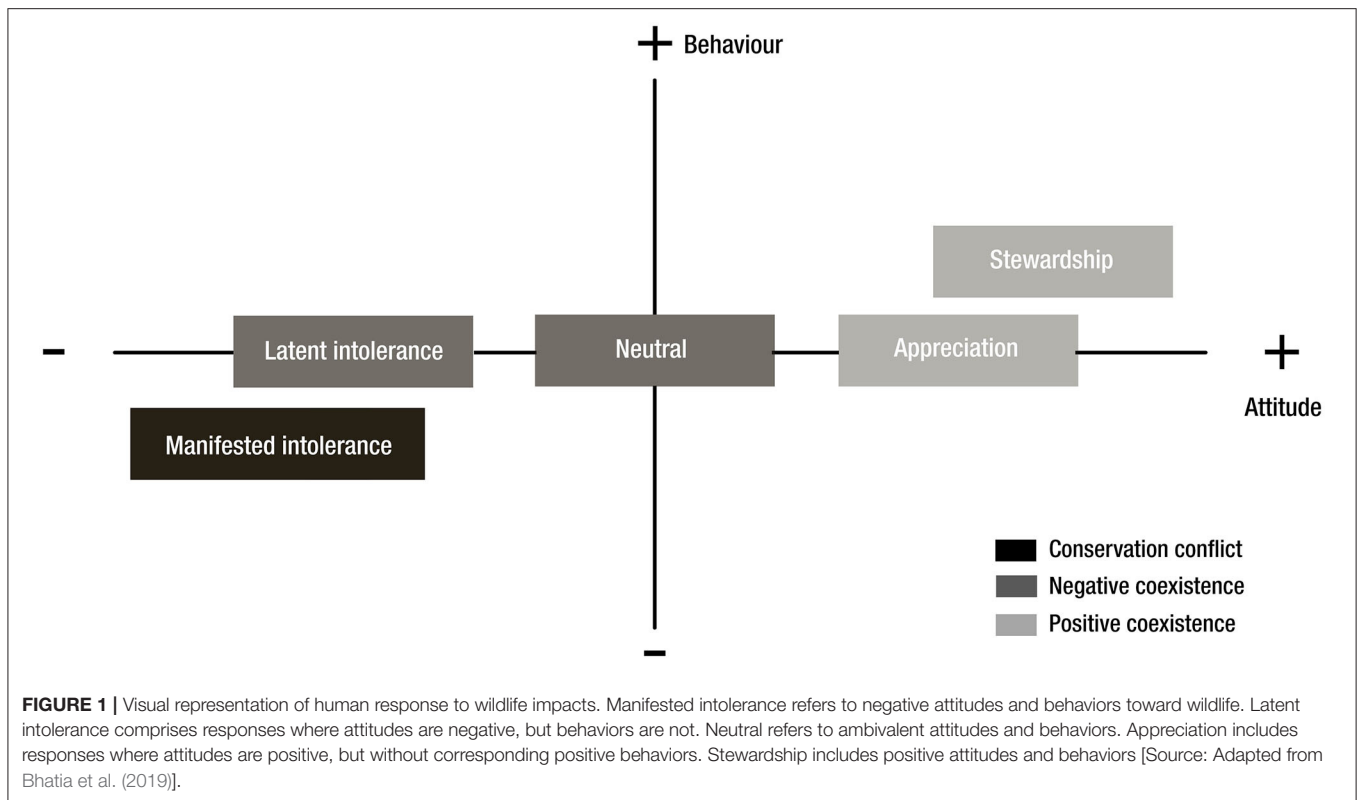 + Behaviour
Stewardship
- Latent intolerance Neutral Appreciation +
Attitude
Manifested intolerance
Conservation conflict
Negative coexistence
Positive coexistence
-
FIGURE 1 | Visual representation of human response to wildlife impacts. Manifested intolerance refers to negative attitudes and behaviors toward wildlife. Latent
intolerance comprises responses where attitudes are negative, but behaviors are not. Neutral refers to ambivalent attitudes and behaviors. Appreciation includes
responses where attitudes are positive, but without corresponding positive behaviors. Stewardship includes positive attitudes and behaviors [Source: Adapted from
Bhatia et al. (2019)].